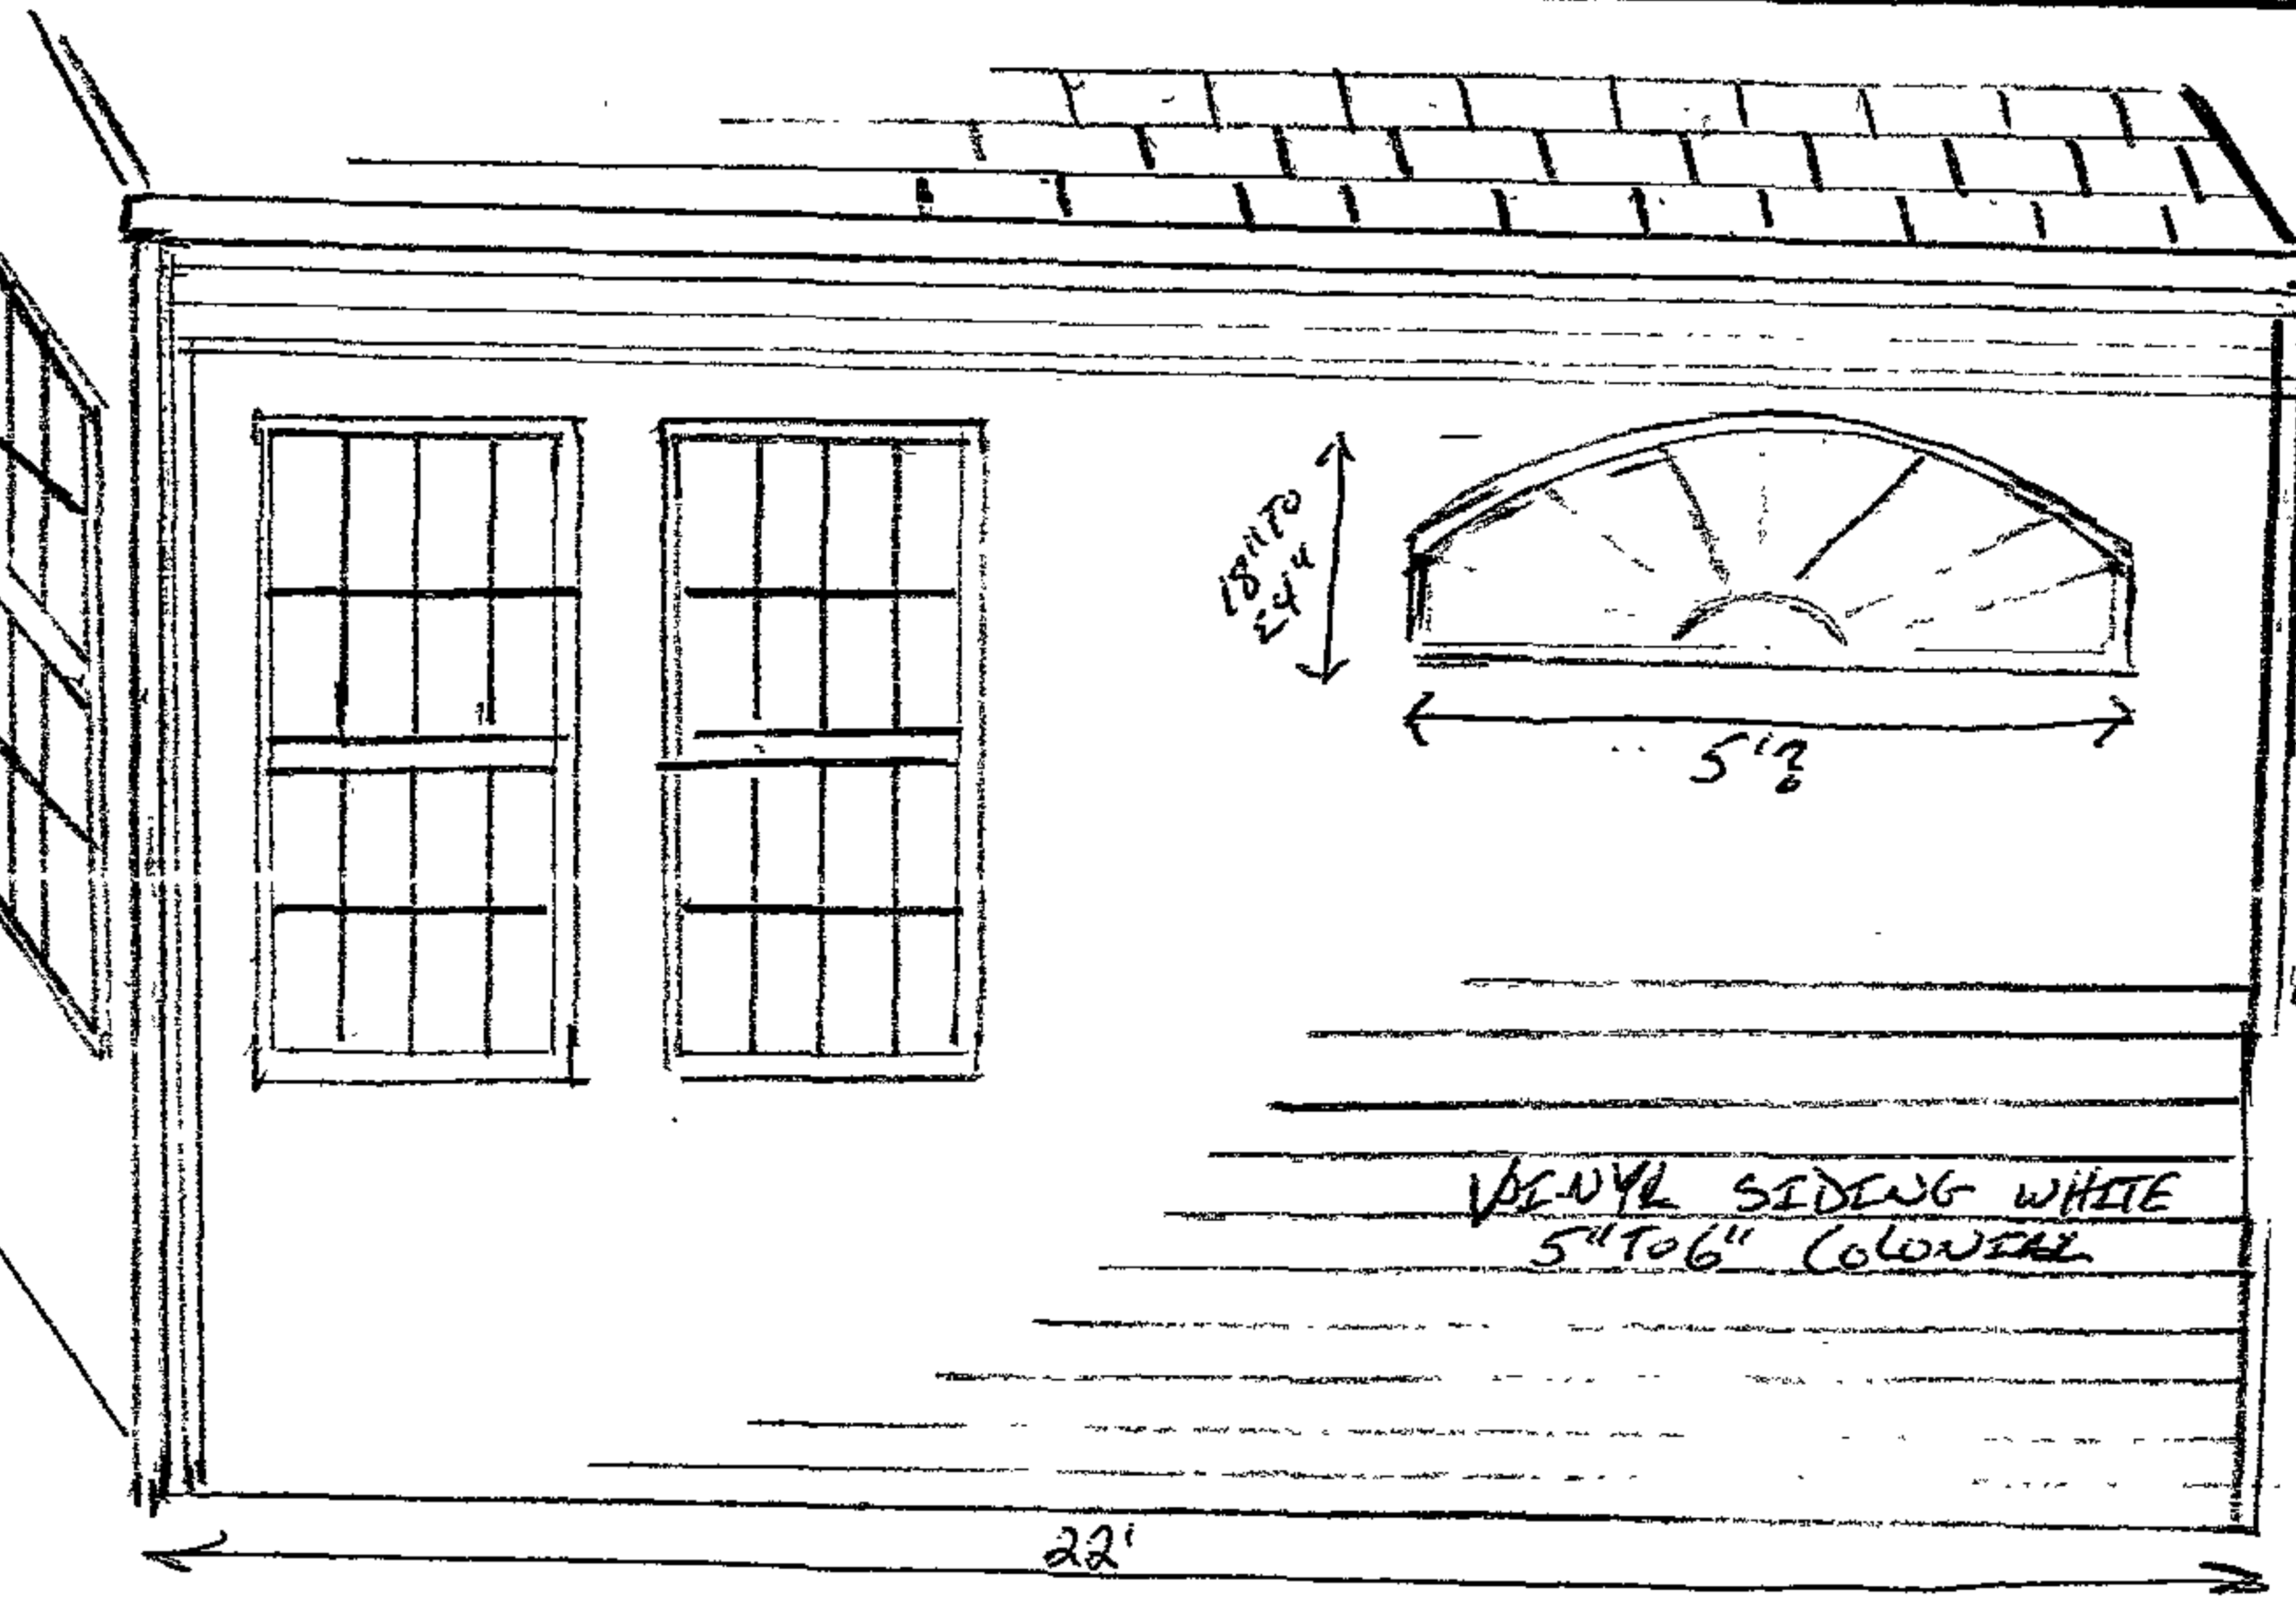 18" TO
24"
5'?
VINYL SIDING WHITE
5" TO 6" COLONIAL
22'